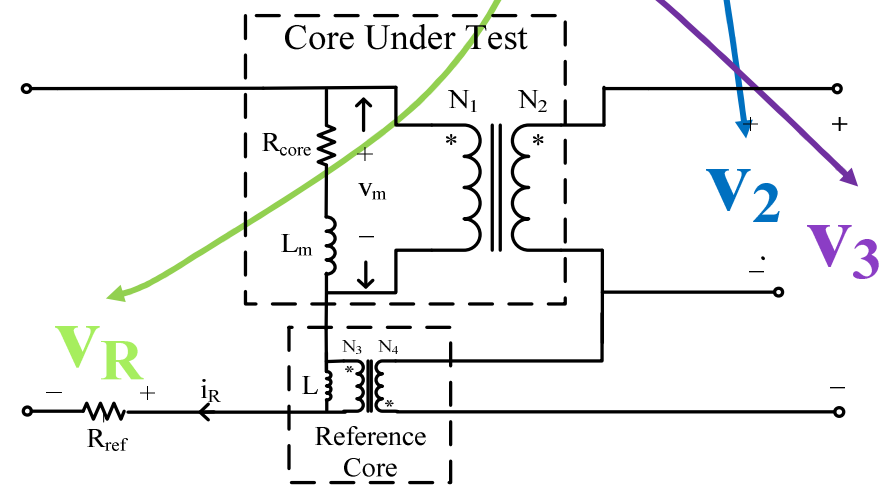 Core Under Test
N1 N2
* *
+ +
Rcore
+
vm
v2
v3
−
Lm
−
vR
N3 N4
*
− + iR L
*
−
Rref
Reference
Core